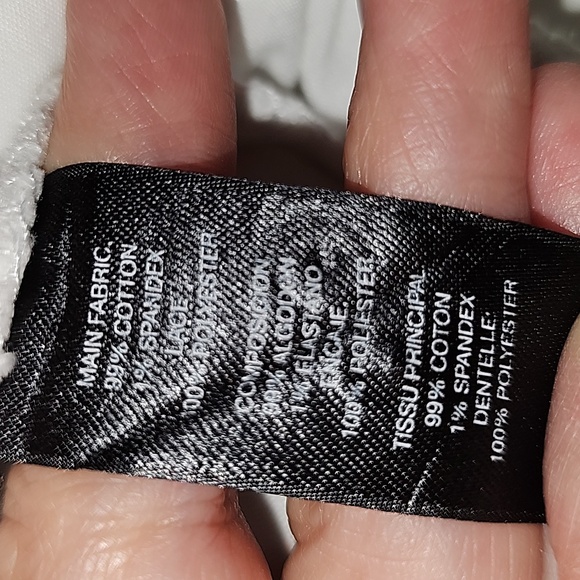 MAIN FABRIC:
99% COTTON
1% SPANDEX
LACE
100% POLYESTER
COMPOSICION
99% ALGODON
1% ELISTANO
ENCAJE
100% POLIESTER
TISSU PRINCIPAL
99% COTON
1% SPANDEX
DENTELLE:
100% POLYESTER